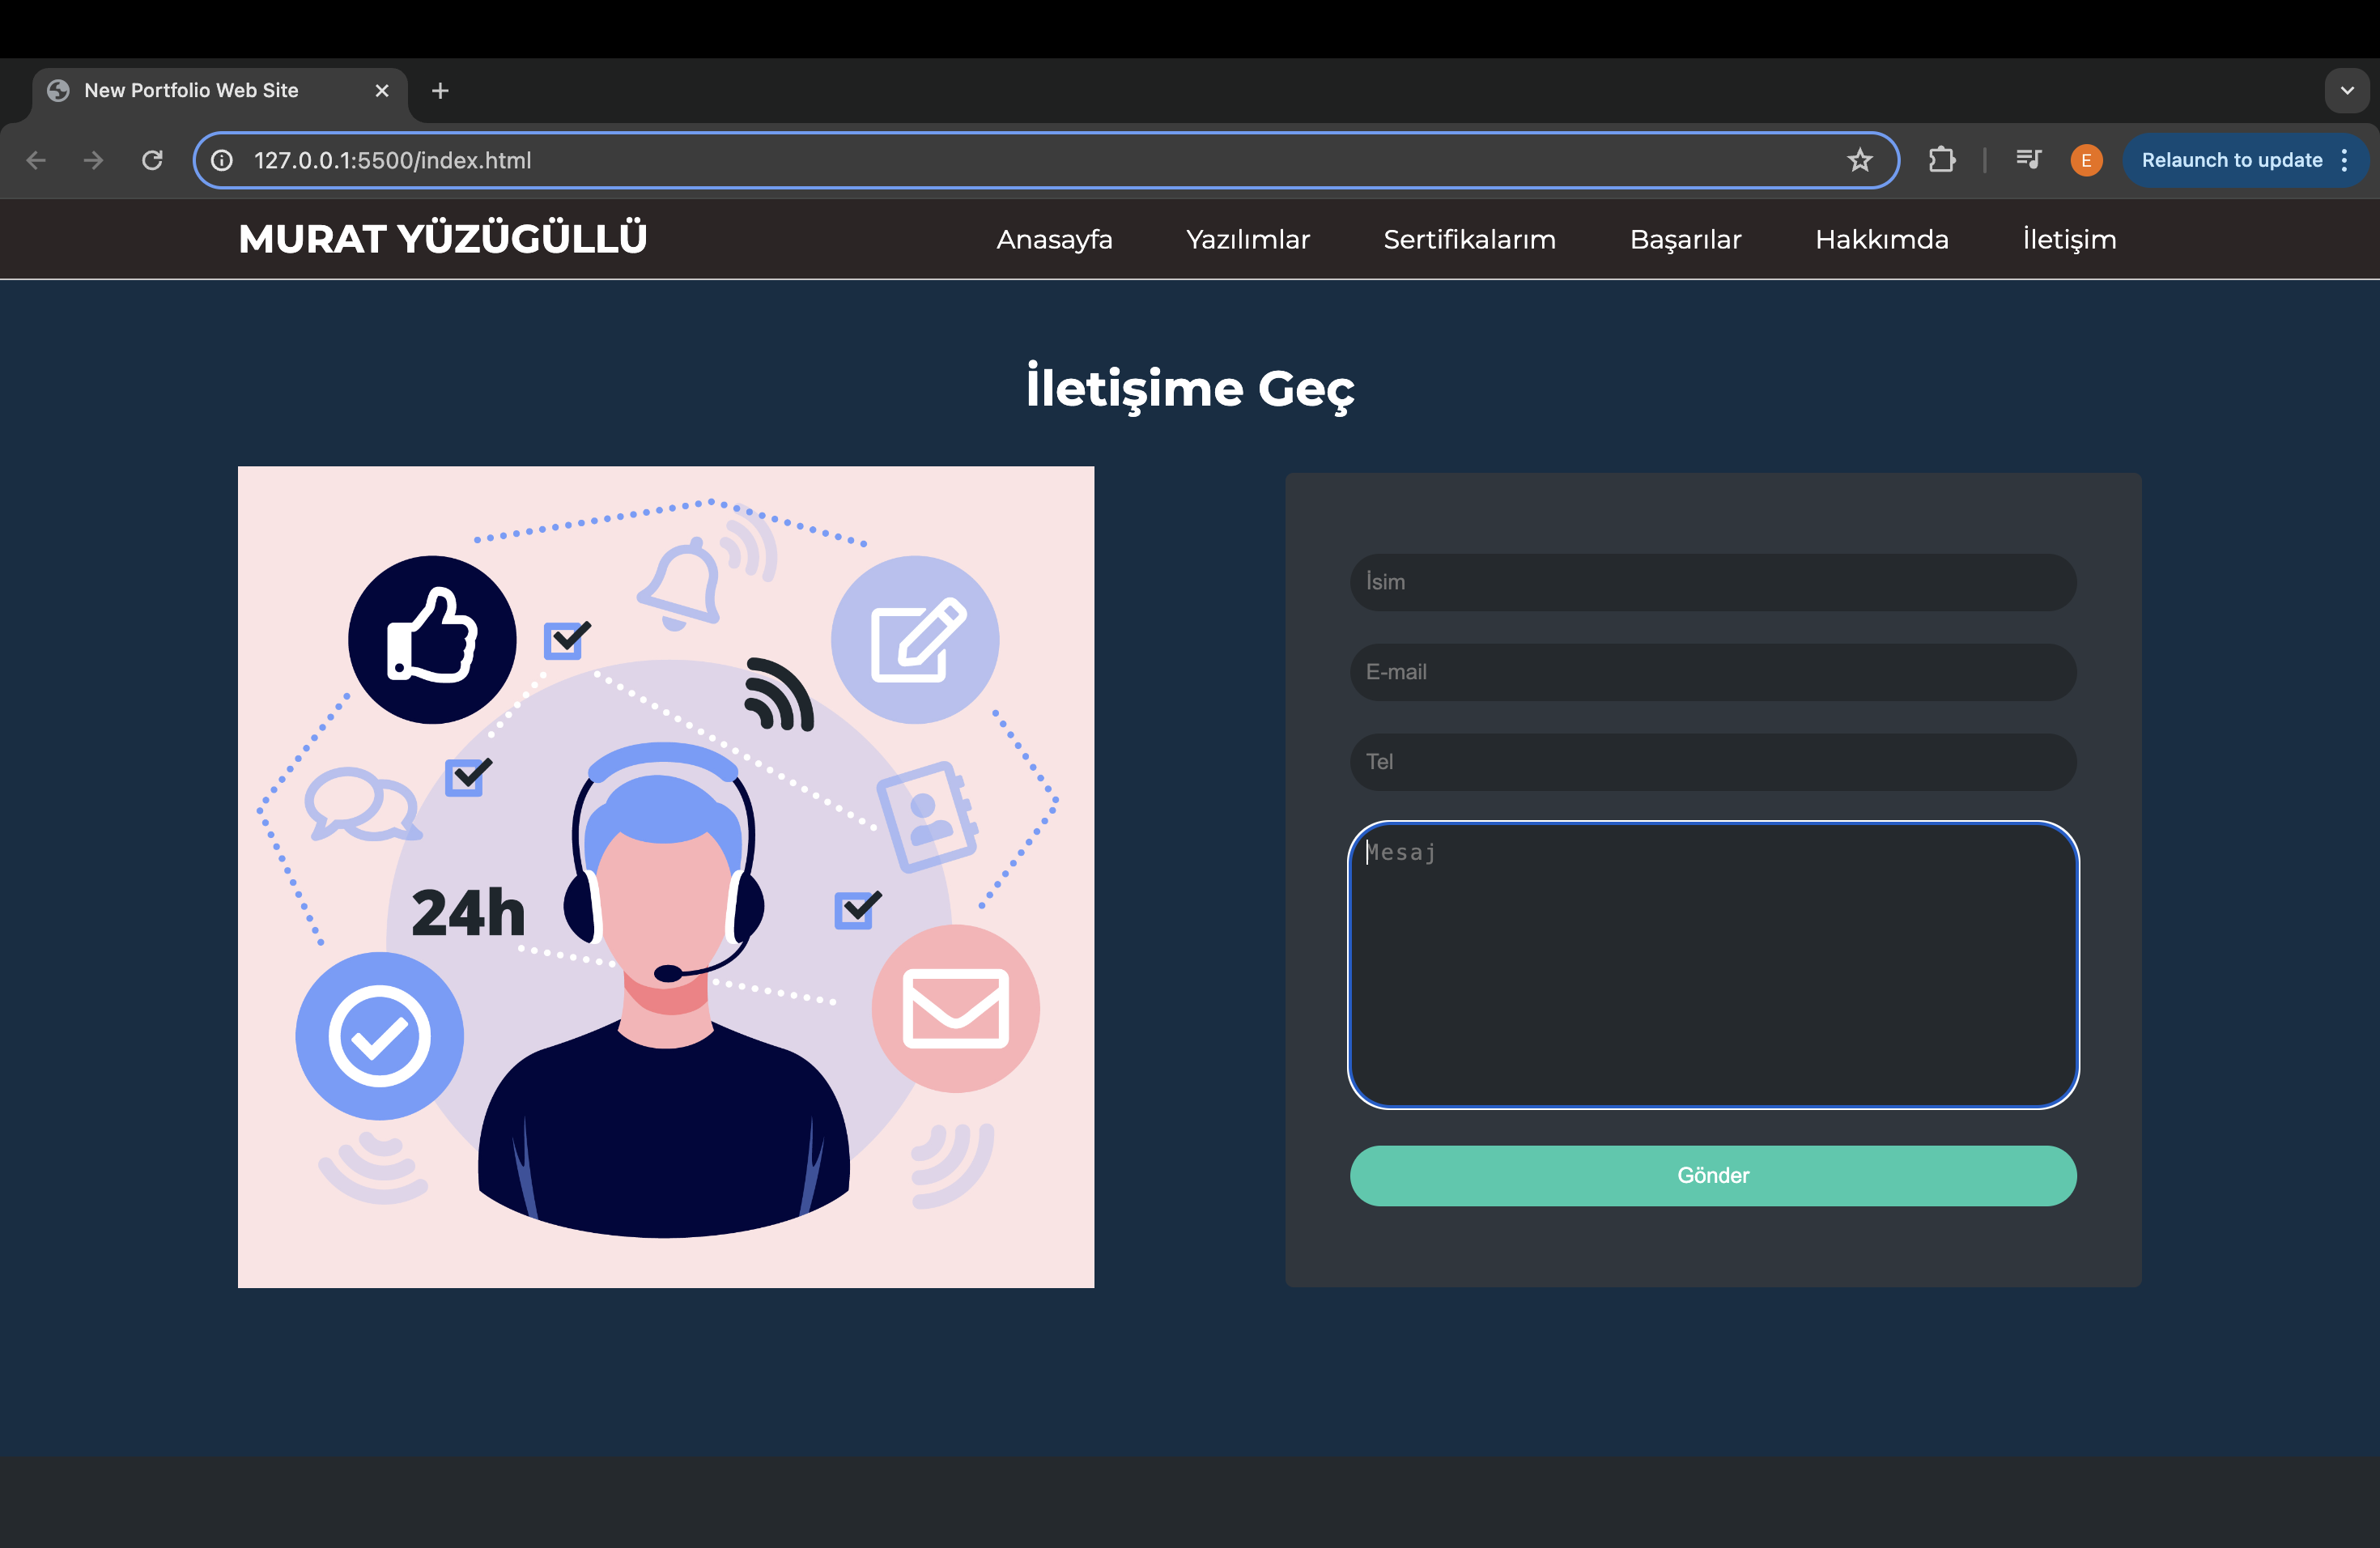 New Portfolio Web Site
127.0.0.1:5500/index.html
E
Relaunch to update
MURAT YÜZÜGÜLLÜ
Anasayfa
Yazılımlar
Sertifikalarım
Başarılar
Hakkımda
İletişim
İletişime Geç
24h
İsim
E-mail
Tel
Mesaj
Gönder